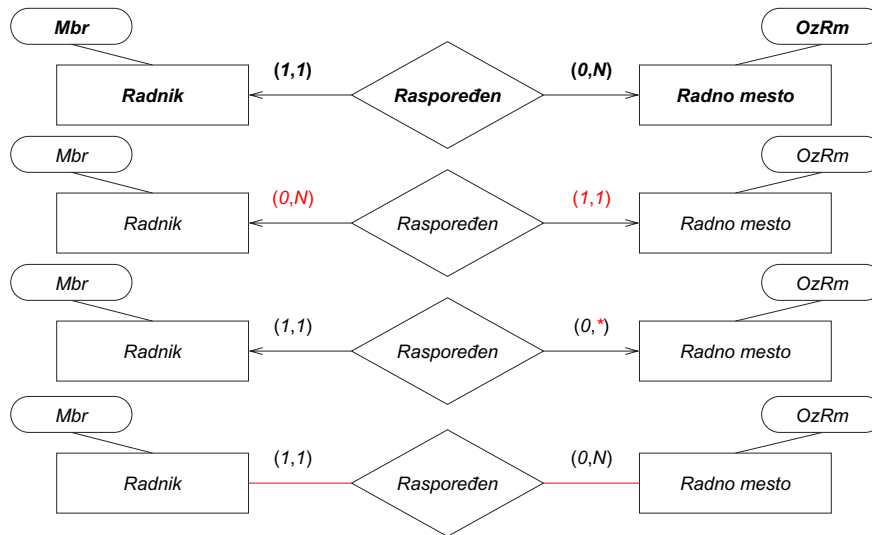 Mbr OzRm
(1,1) (0,N)
Radnik Raspoređen Radno mesto
Mbr OzRm
(0,N) (1,1)
Radnik Raspoređen Radno mesto
Mbr OzRm
(1,1) (0,*)
Radnik Raspoređen Radno mesto
Mbr OzRm
(1,1) (0,N)
Radnik Raspoređen Radno mesto